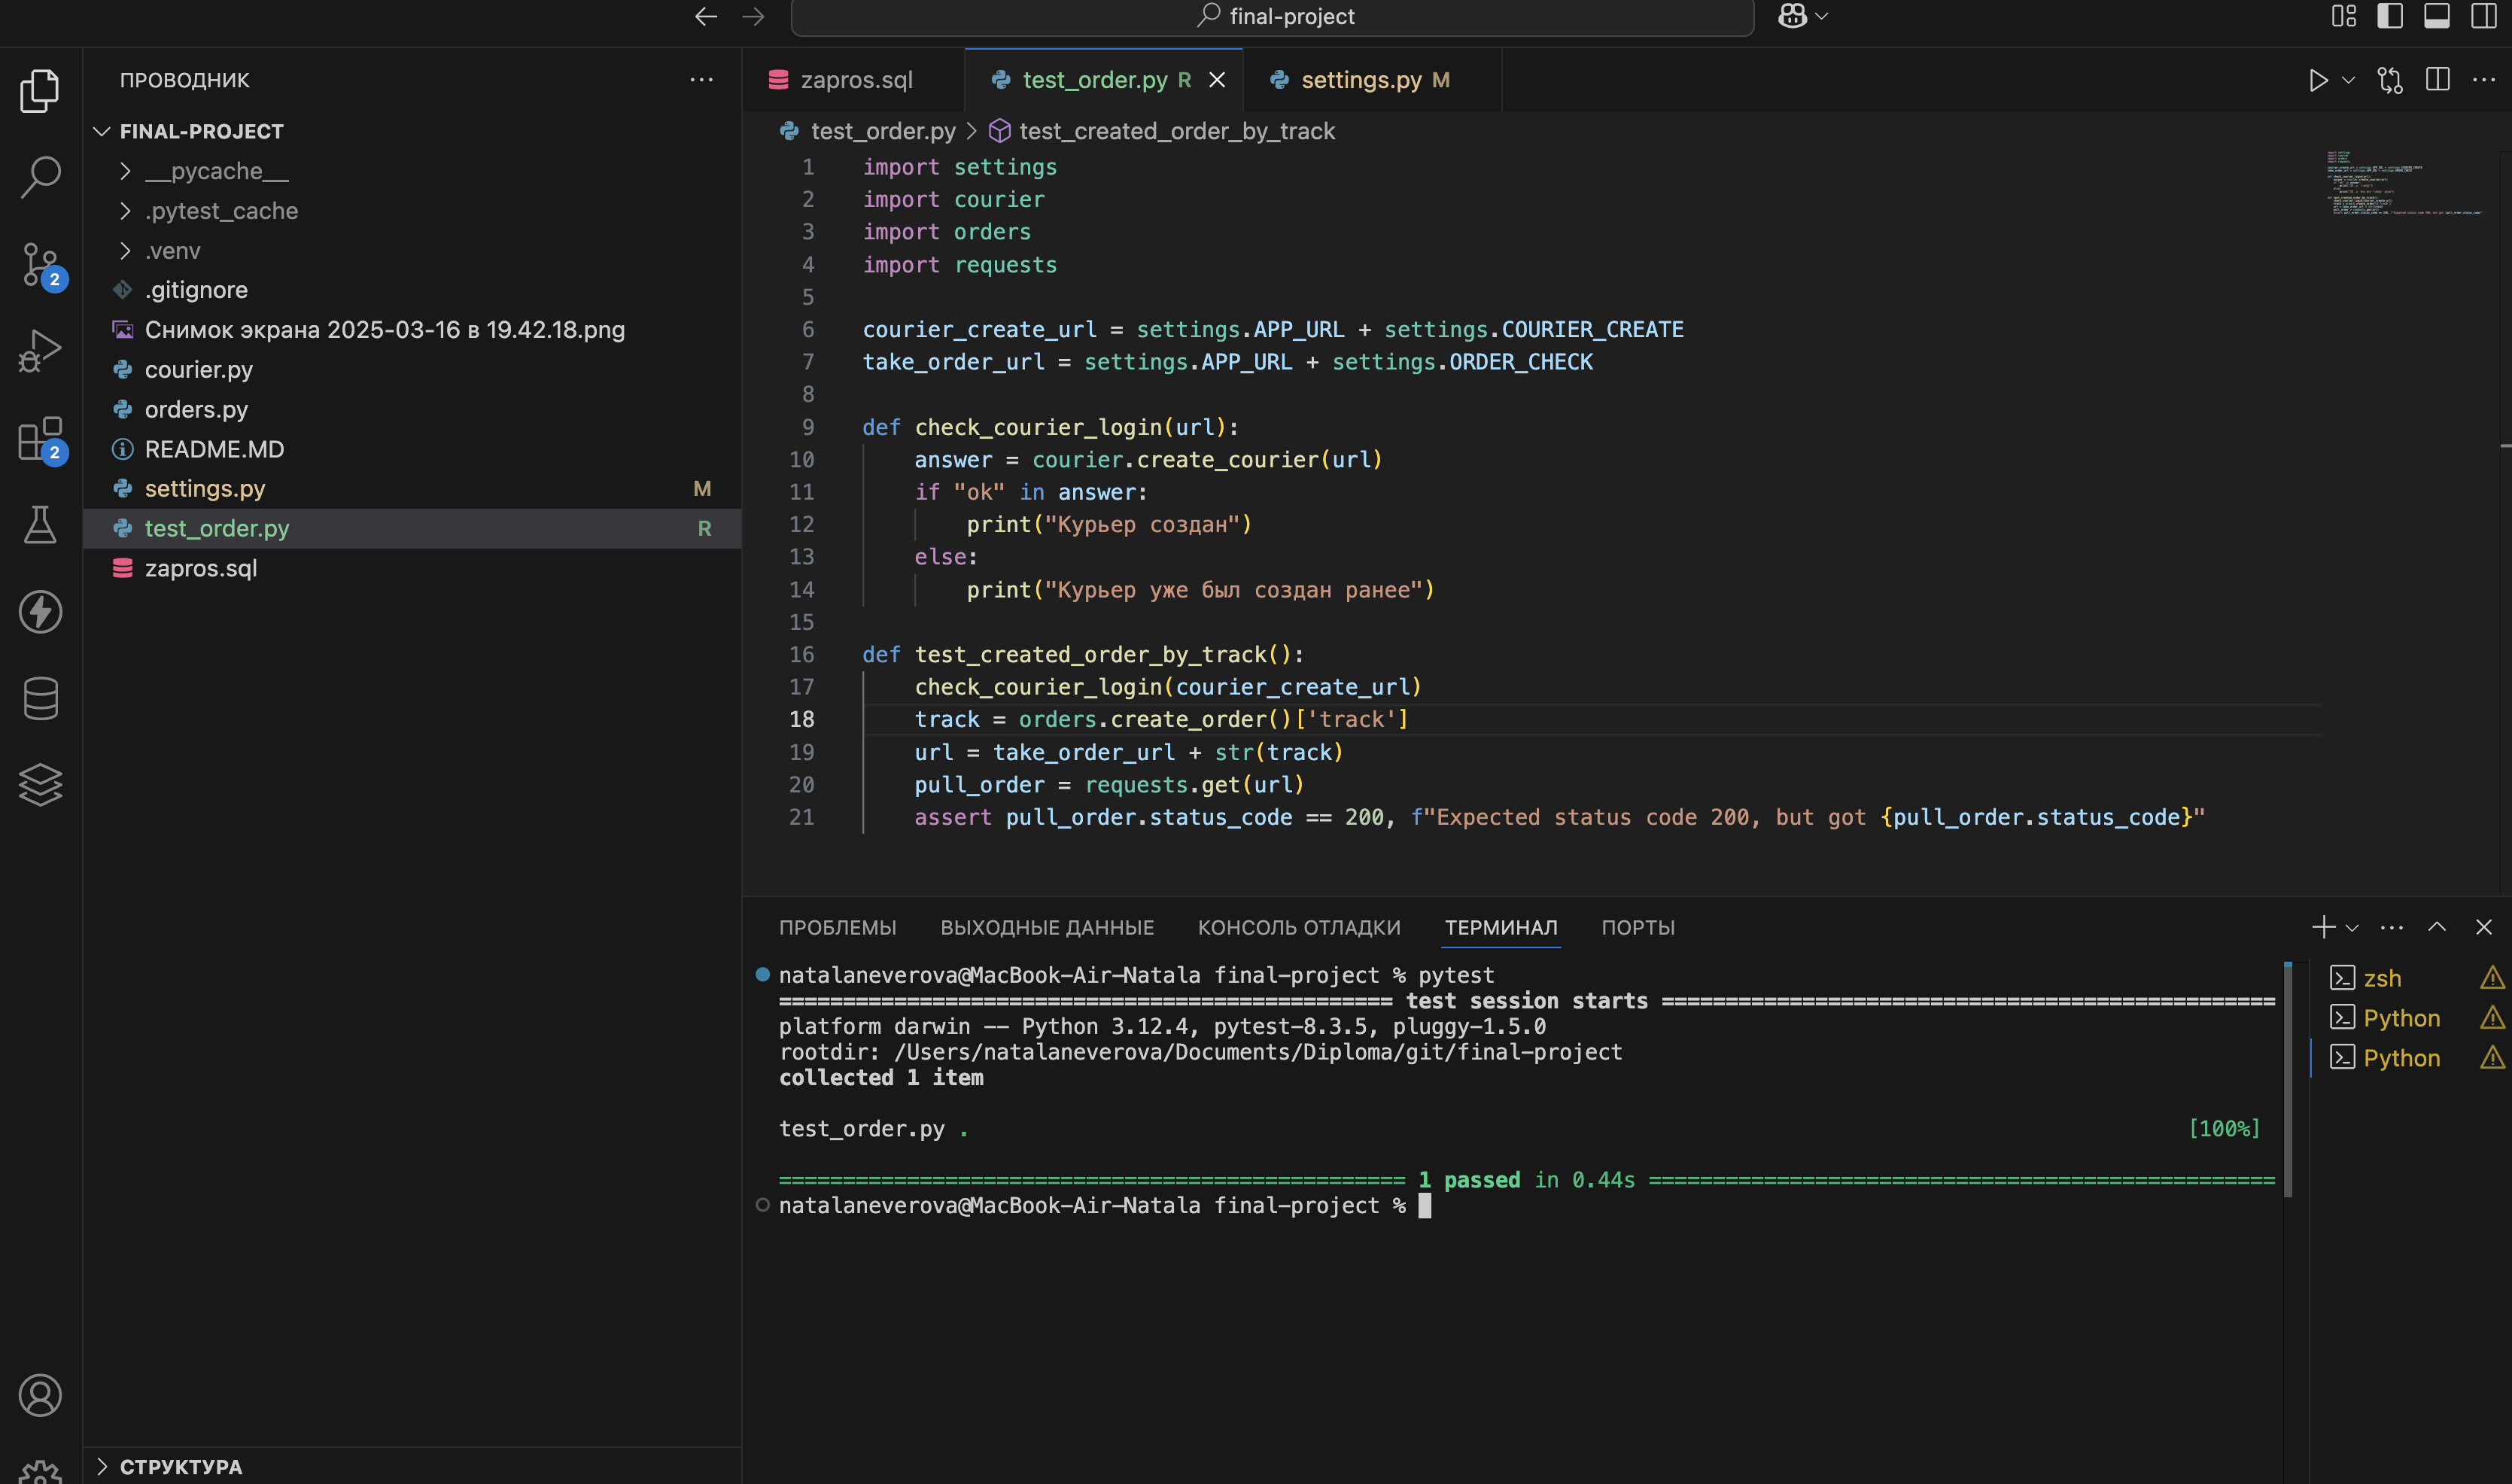 final-project
ПРОВОДНИК
FINAL-PROJECT
__pycache__
.pytest_cache
.venv
.gitignore
Снимок экрана 2025-03-16 в 19.42.18.png
courier.py
orders.py
README.MD
settings.py M
test_order.py R
zapros.sql
2
2
СТРУКТУРА
zapros.sql test_order.py R settings.py M
test_order.py > test_created_order_by_track
1 import settings
2 import courier
3 import orders
4 import requests
5
6 courier_create_url = settings.APP_URL + settings.COURIER_CREATE
7 take_order_url = settings.APP_URL + settings.ORDER_CHECK
8
9 def check_courier_login(url):
10 answer = courier.create_courier(url)
11 if "ok" in answer:
12 print("Курьер создан")
13 else:
14 print("Курьер уже был создан ранее")
15
16 def test_created_order_by_track():
17 check_courier_login(courier_create_url)
18 track = orders.create_order()['track']
19 url = take_order_url + str(track)
20 pull_order = requests.get(url)
21 assert pull_order.status_code == 200, f"Expected status code 200, but got {pull_order.status_code}"
ПРОБЛЕМЫ ВЫХОДНЫЕ ДАННЫЕ КОНСОЛЬ ОТЛАДКИ ТЕРМИНАЛ ПОРТЫ
natalaneverova@MacBook-Air-Natala final-project % pytest
================================================ test session starts ================================================
platform darwin -- Python 3.12.4, pytest-8.3.5, pluggy-1.5.0
rootdir: /Users/natalaneverova/Documents/Diploma/git/final-project
collected 1 item
test_order.py . [100%]
================================================= 1 passed in 0.44s =================================================
natalaneverova@MacBook-Air-Natala final-project %
zsh
Python
Python